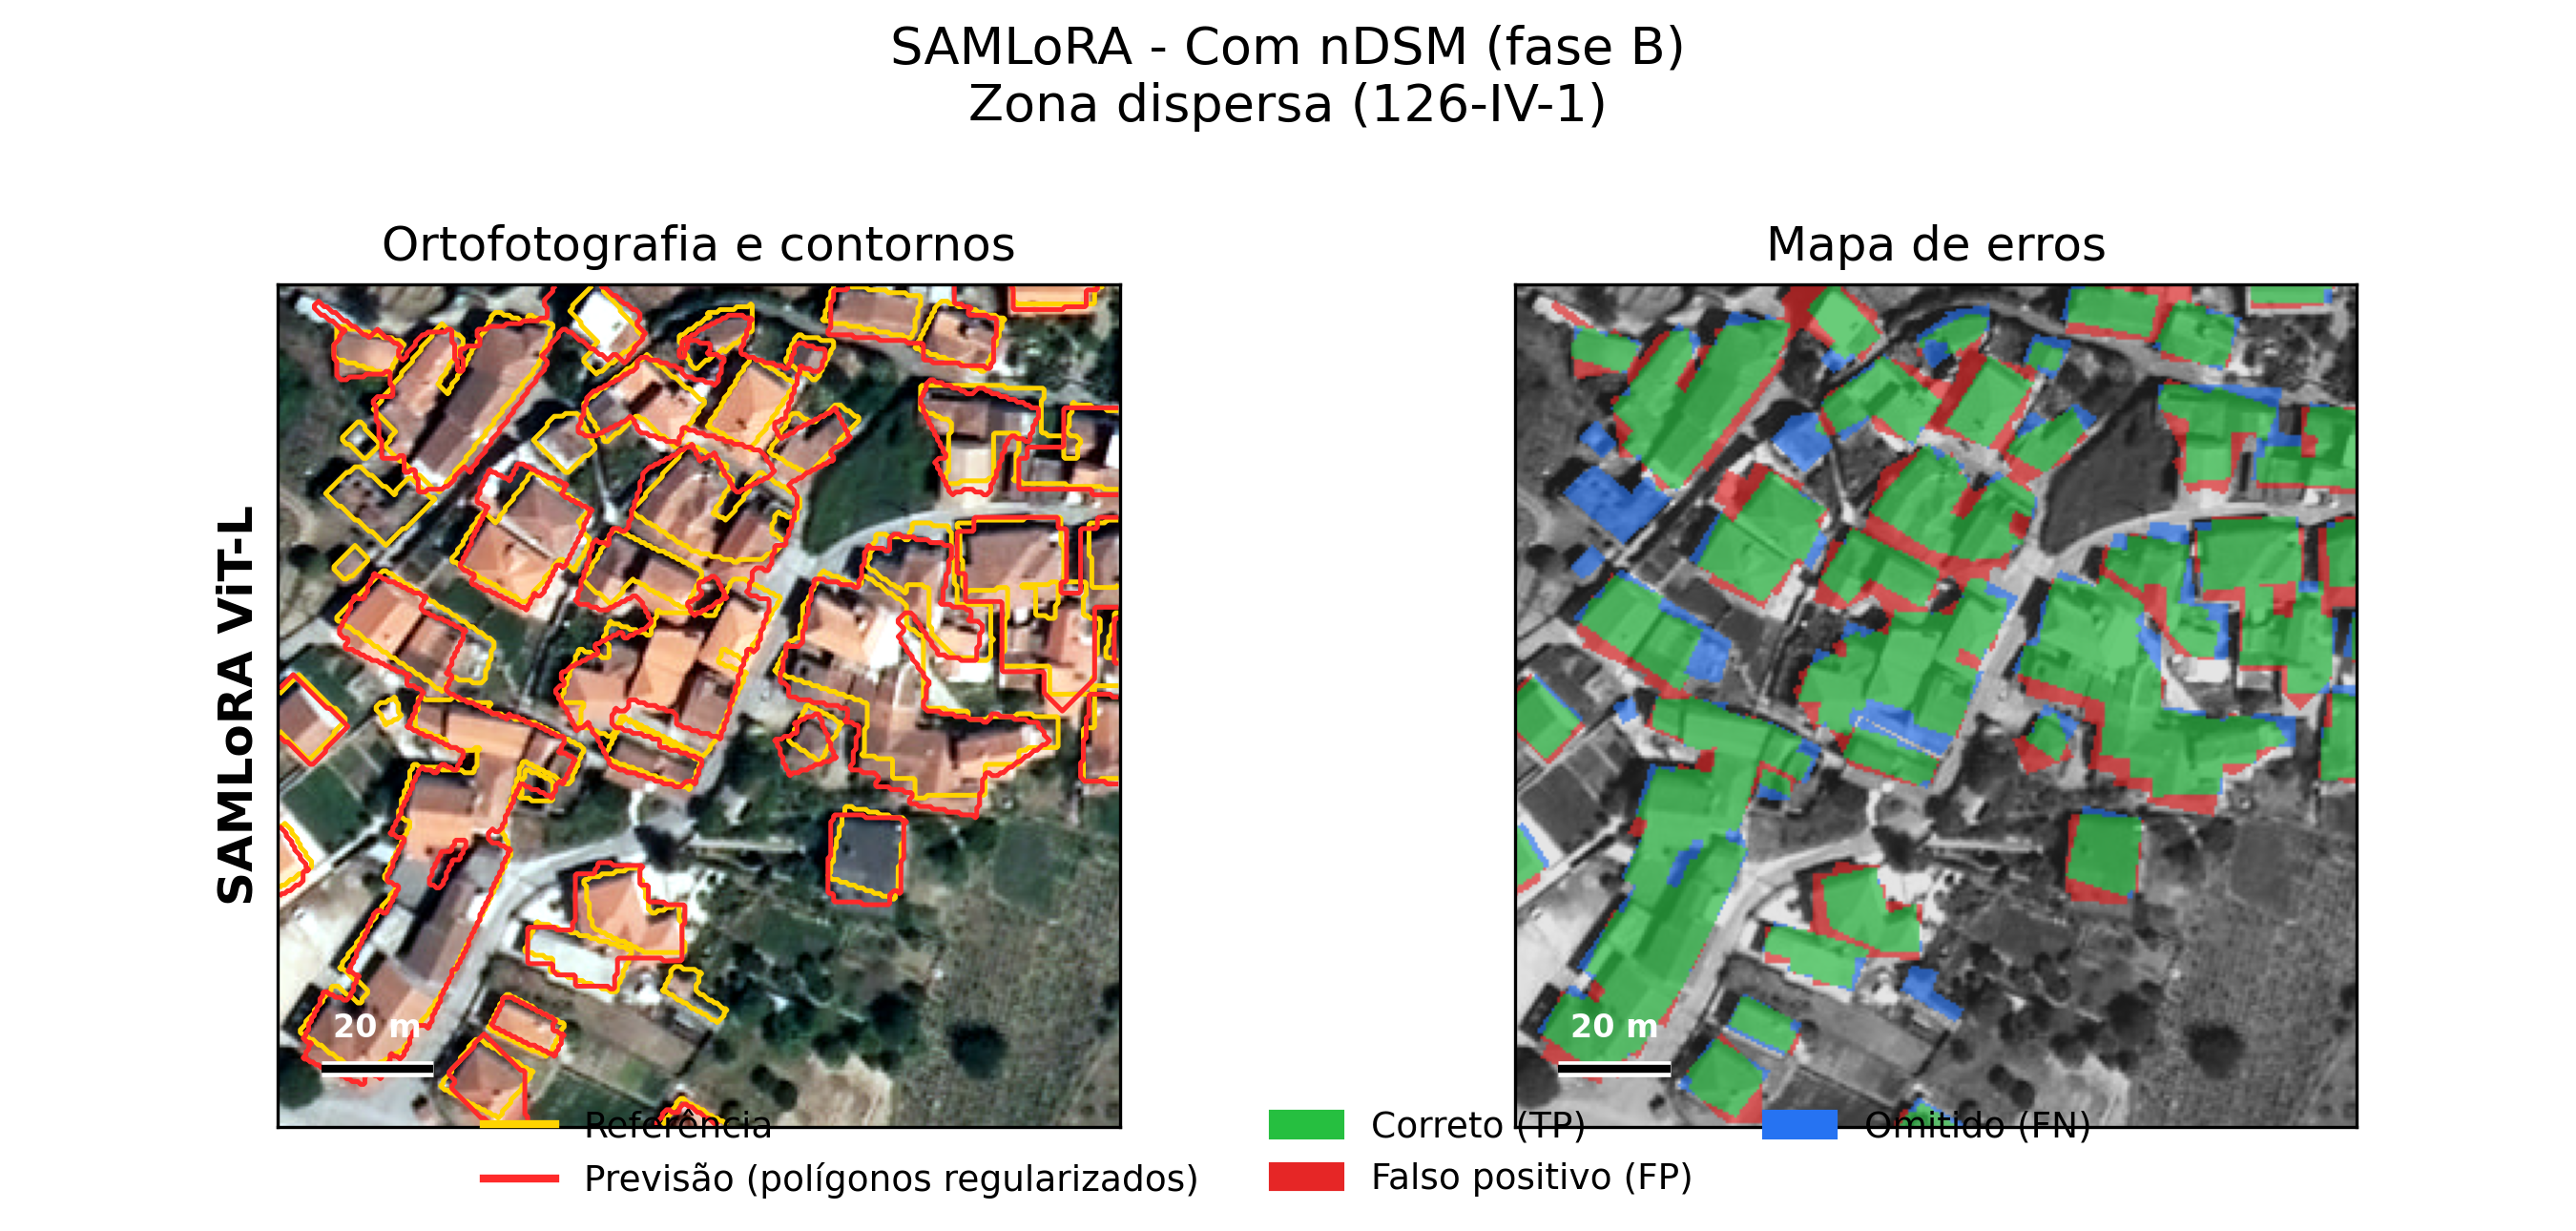 SAMLoRA - Com nDSM (fase B)
Zona dispersa (126-IV-1)
Ortofotografia e contornos
Mapa de erros
SAMLoRA ViT-L
20 m
20 m
Referência
Correto (TP)
Omitido (FN)
Previsão (polígonos regularizados)
Falso positivo (FP)